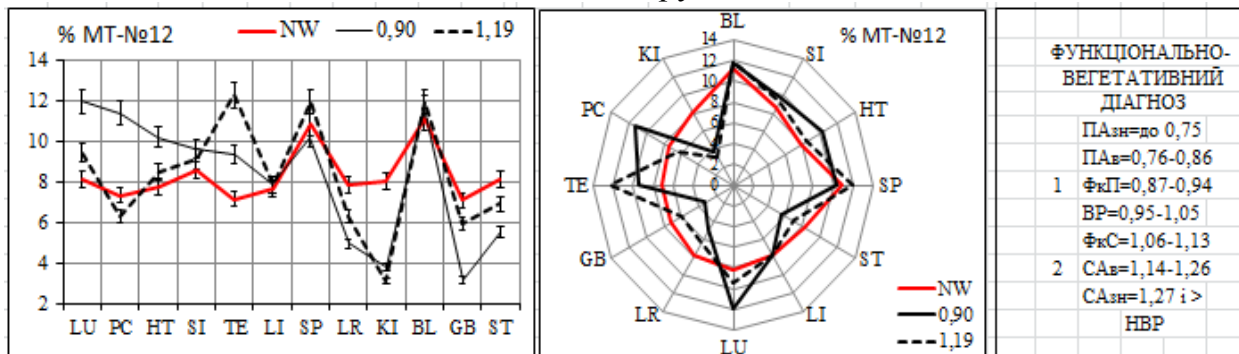 % МТ-№12 NW 0,90 1,19
14
12
10
8
6
4
2
LU PC HT SI TE LI SP LR KI BL GB ST
% МТ-№12
BL
SI
HT
SP
ST
LI
LU
LR
GB
TE
PC
KI
14
12
10
8
6
4
2
0
NW
0,90
1,19
ФУНКЦІОНАЛЬНО-
ВЕГЕТАТИВНИЙ
ДІАГНОЗ
ПАзн=до 0,75
ПАв=0,76-0,86
1 ФкП=0,87-0,94
ВР=0,95-1,05
ФкС=1,06-1,13
2 САв=1,14-1,26
САзн=1,27 і >
НВР